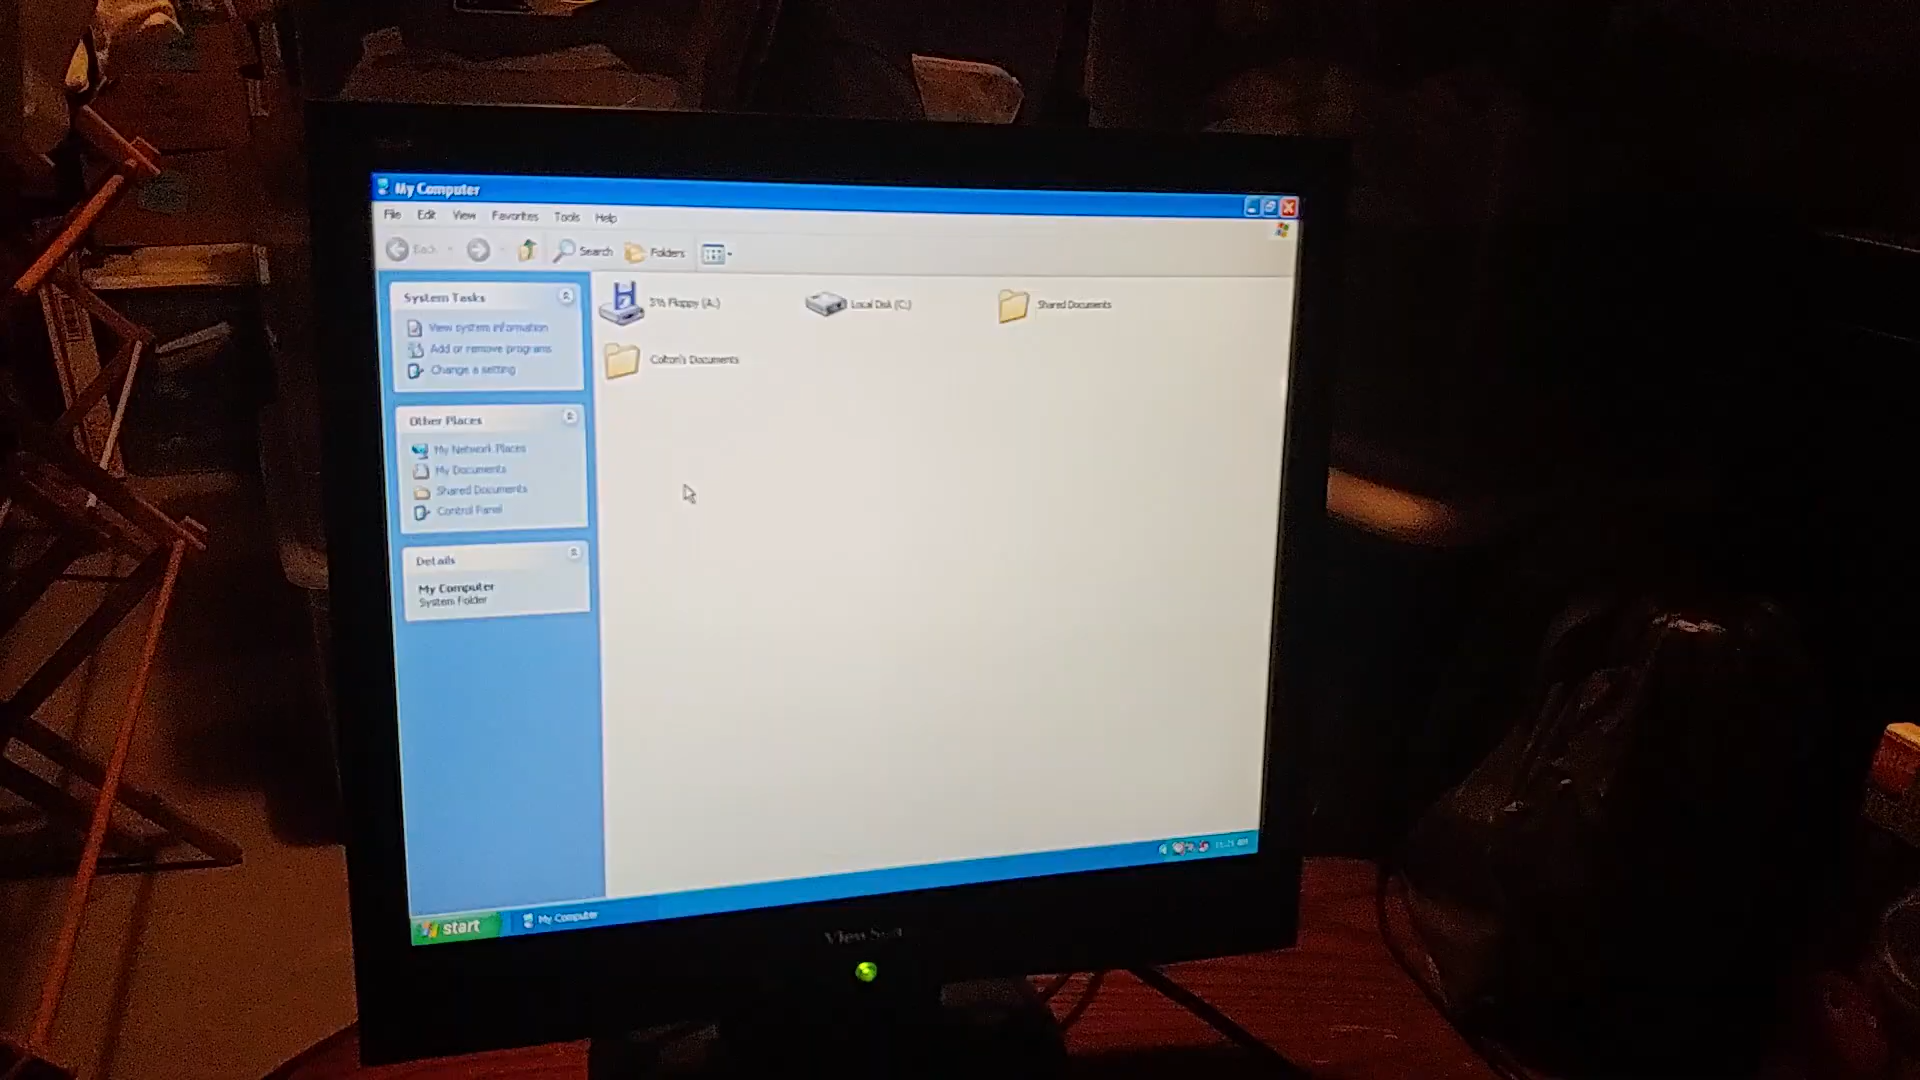 My Computer
File Edit View Favorites Tools Help
Back Search Folders
System Tasks
View system information
Add or remove programs
Change a setting
Other Places
My Network Places
My Documents
Shared Documents
Control Panel
Details
My Computer
System Folder
3½ Floppy (A:) Local Disk (C:) Shared Documents
Colton's Documents
start My Computer
ViewSonic